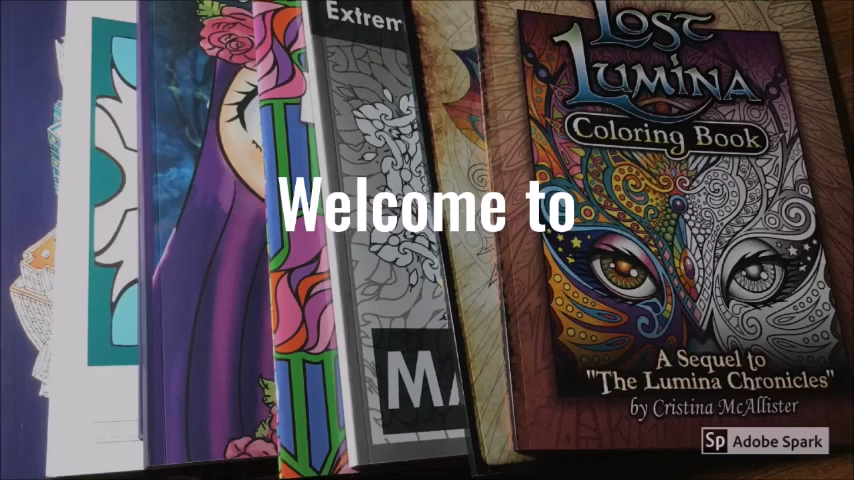 Extrem
Lost
Lumina
Coloring Book
Welcome to
A Sequel to
"The Lumina Chronicles"
by Cristina McAllister
MA
Sp Adobe Spark